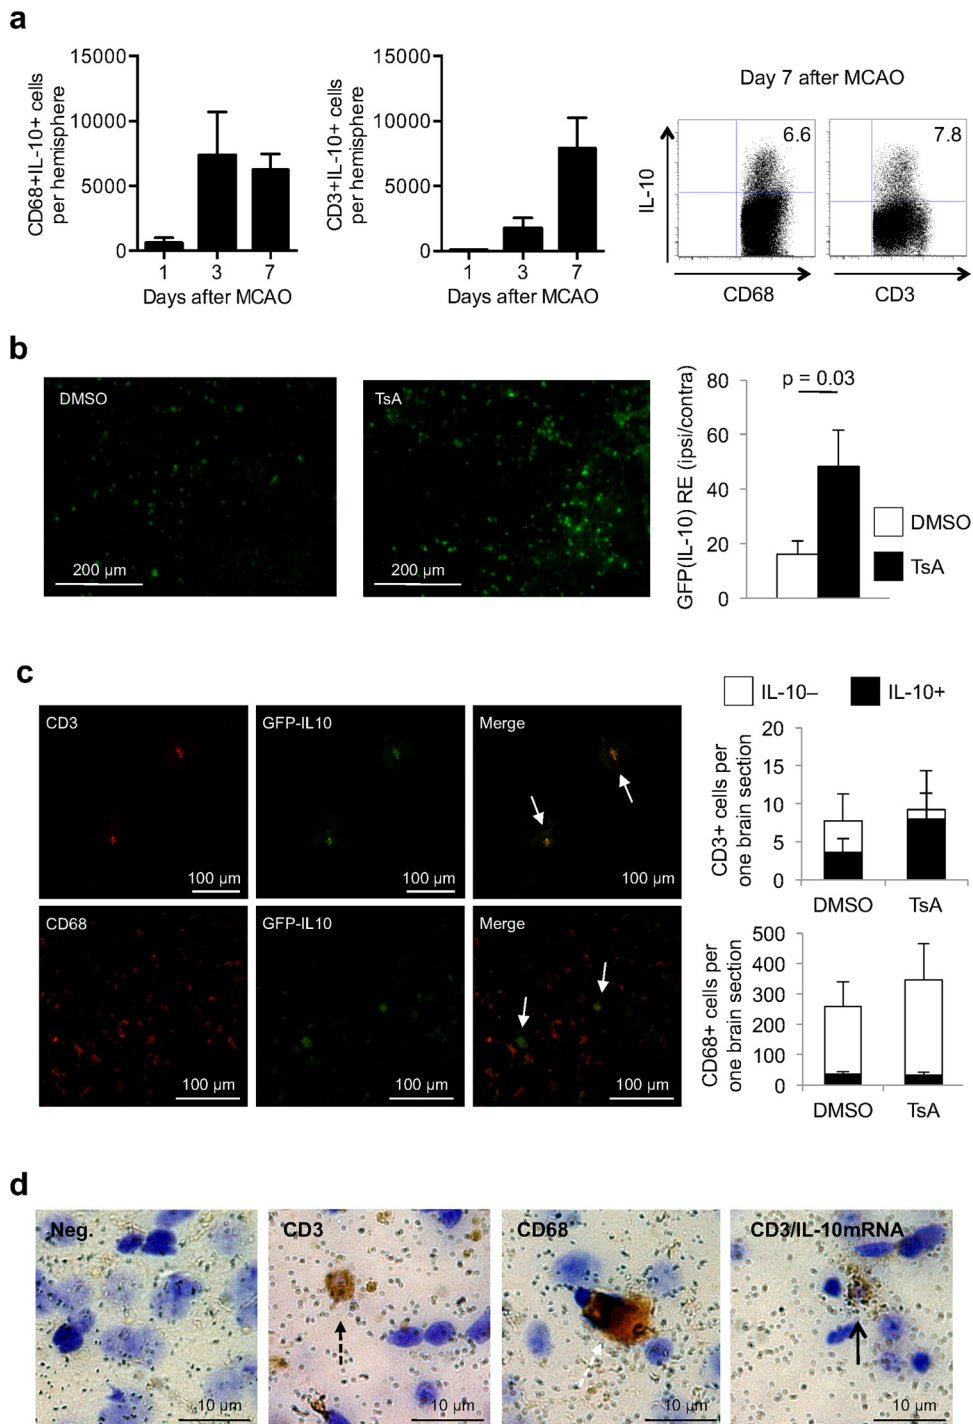 a
15000
10000
5000
0
CD68+IL-10+ cells
per hemisphere
1 3 7
Days after MCAO
15000
10000
5000
0
CD3+IL-10+ cells
per hemisphere
1 3 7
Days after MCAO
Day 7 after MCAO
6.6
7.8
IL-10
CD68
CD3
b
DMSO
200 µm
TsA
200 µm
GFP(IL-10) RE (ipsi/contra)
80
60
40
20
0
p = 0.03
DMSO
TsA
c
CD3
100 µm
GFP-IL10
100 µm
Merge
100 µm
CD68
100 µm
GFP-IL10
100 µm
Merge
100 µm
IL-10–
IL-10+
CD3+ cells per
one brain section
20
15
10
5
0
DMSO TsA
CD68+ cells per
one brain section
500
400
300
200
100
0
DMSO TsA
d
Neg.
10 µm
CD3
10 µm
CD68
10 µm
CD3/IL-10mRNA
10 µm